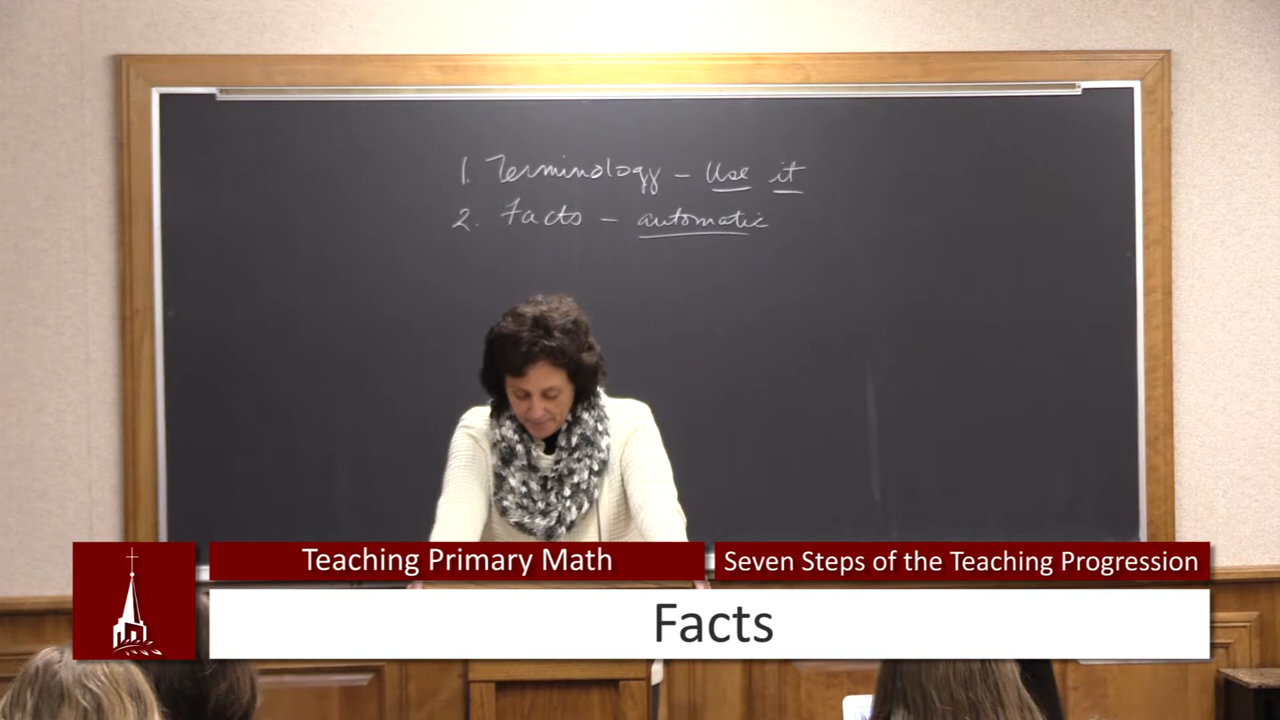 1. Terminology – Use it
2. Facts – automatic
Teaching Primary Math
Seven Steps of the Teaching Progression
Facts